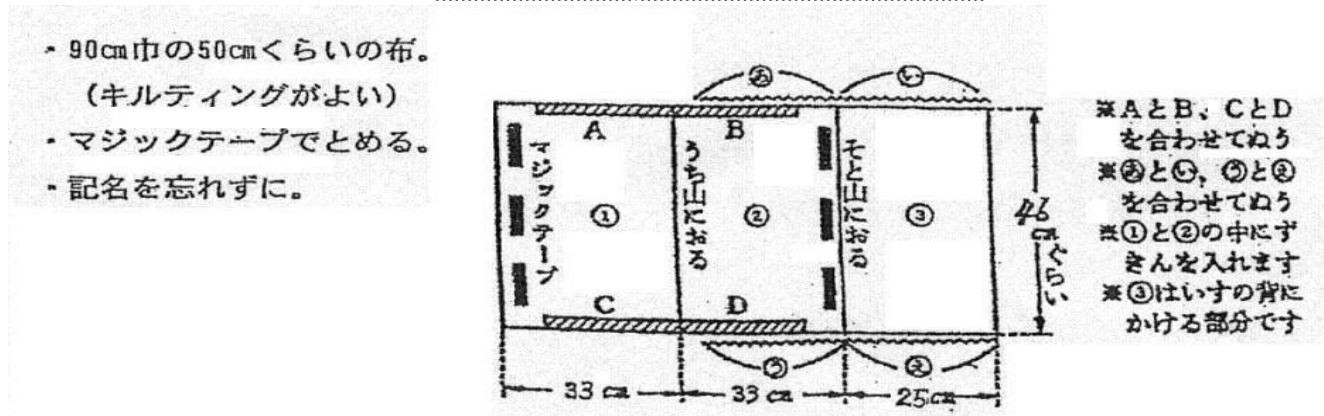 ・90cm巾の50cmくらいの布。
（キルティングがよい）
・マジックテープでとめる。
・記名を忘れずに。
あ
い
A
B
マジックテープ
①
うち山におる
②
そと山におる
③
46cmぐらい
C
D
う
え
33cm
33cm
25cm
※AとB、CとD
を合わせてぬう
※あとい、うとえ
を合わせてぬう
※①と②の中にず
きんを入れます
※③はいすの背に
かける部分です